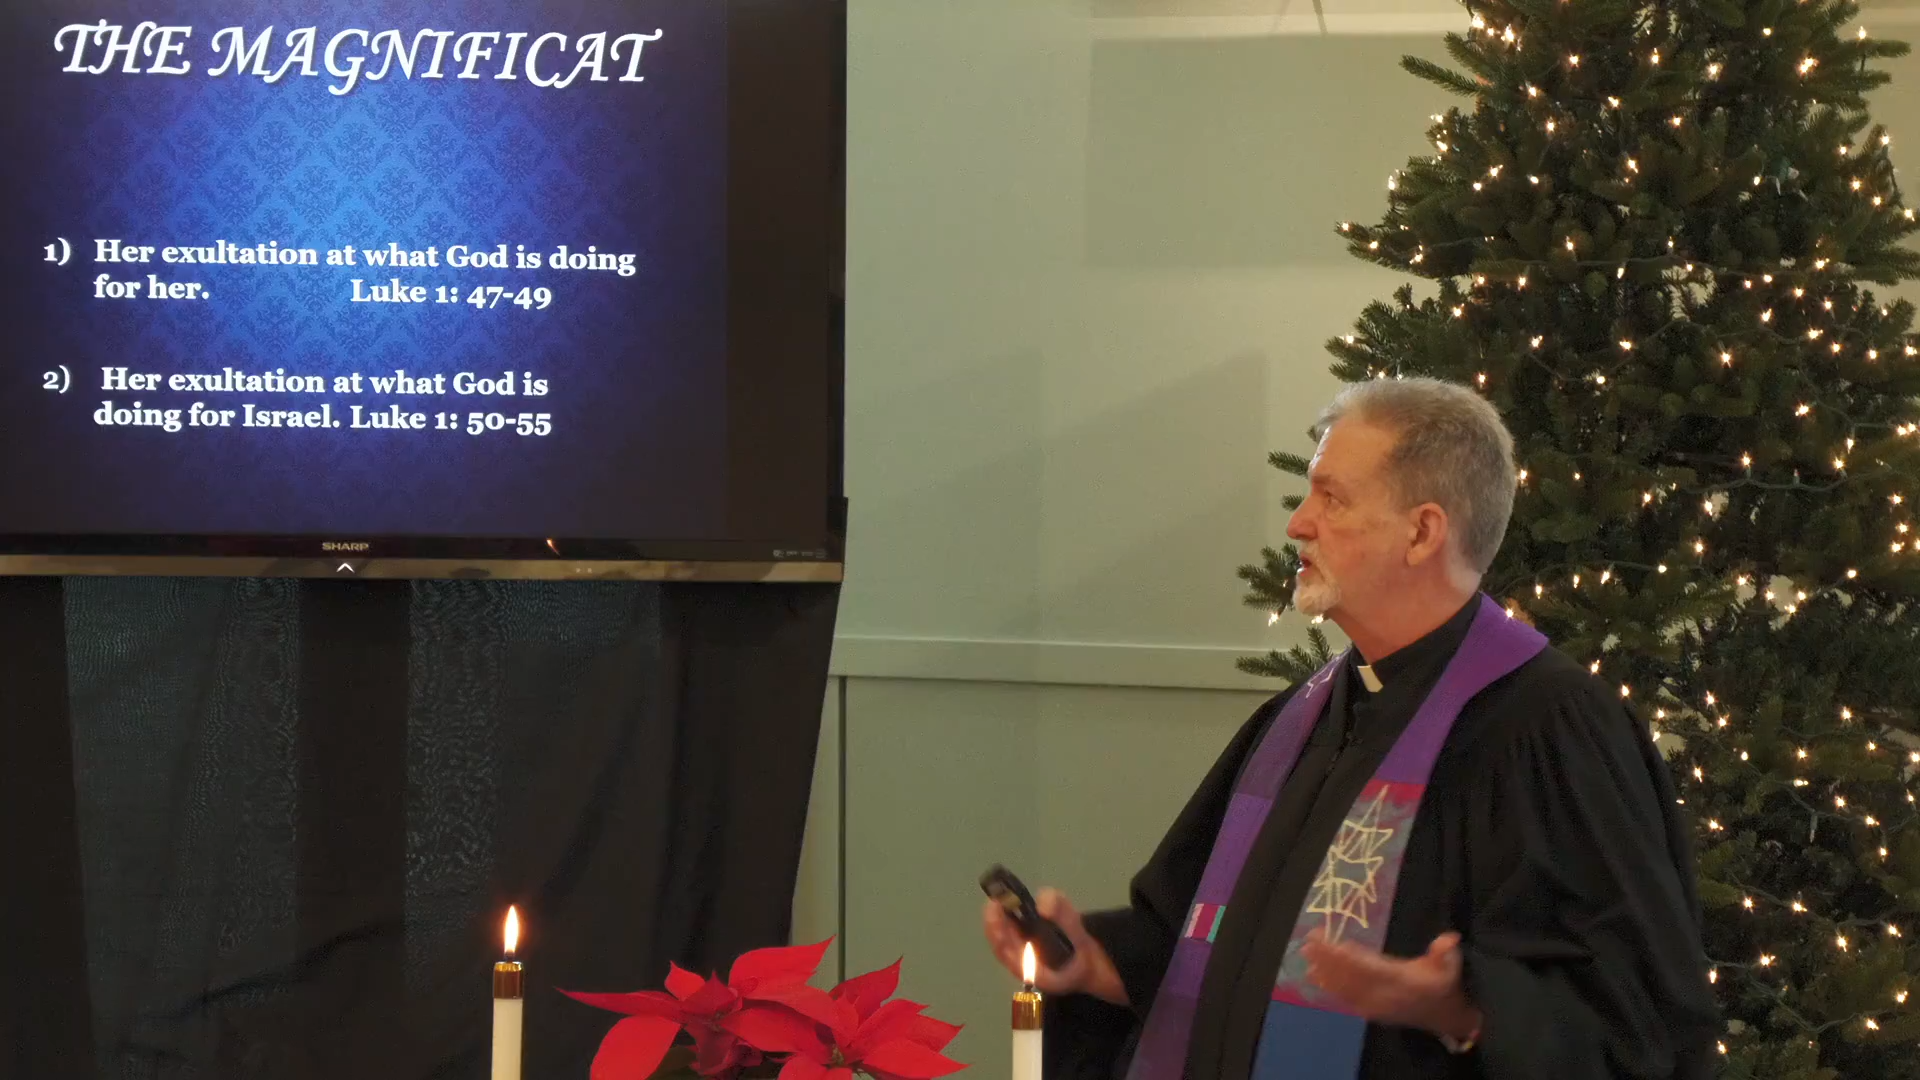 THE MAGNIFICAT
1) Her exultation at what God is doing
for her. Luke 1: 47-49
2) Her exultation at what God is
doing for Israel. Luke 1: 50-55
SHARP